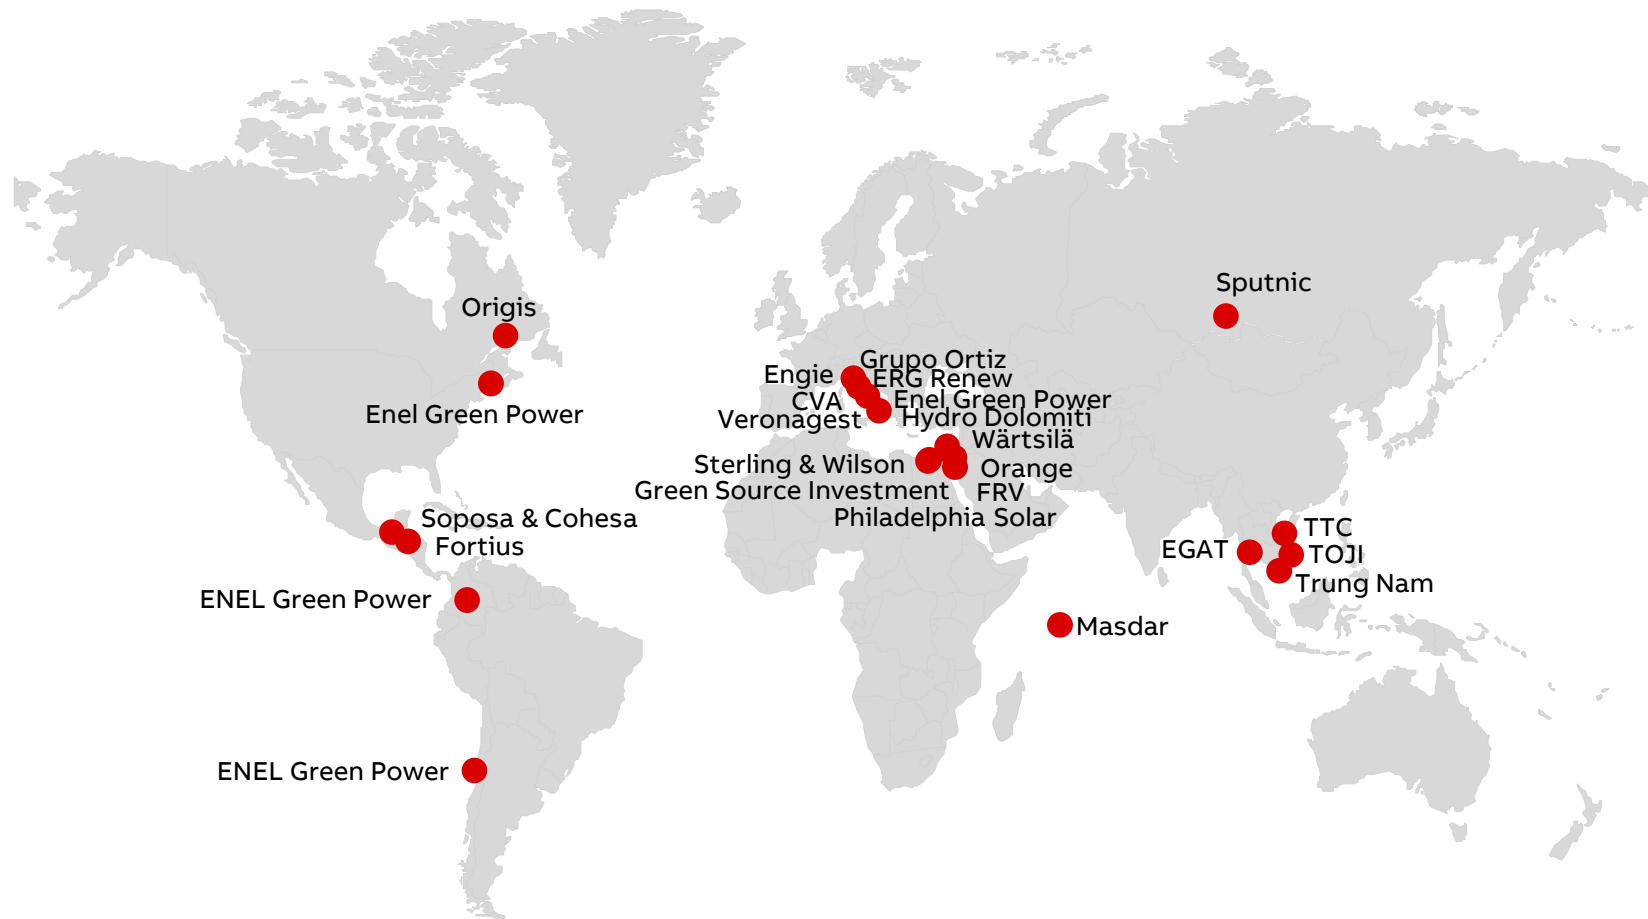 Sputnic
Origis
Grupo Ortiz
Engie
ERG Renew
CVA
Enel Green Power
Veronagest
Hydro Dolomiti
Enel Green Power
Wärtsilä
Sterling & Wilson
Orange
Green Source Investment
FRV
Philadelphia Solar
Soposa & Cohesa
Fortius
TTC
EGAT
TOJI
Trung Nam
ENEL Green Power
Masdar
ENEL Green Power